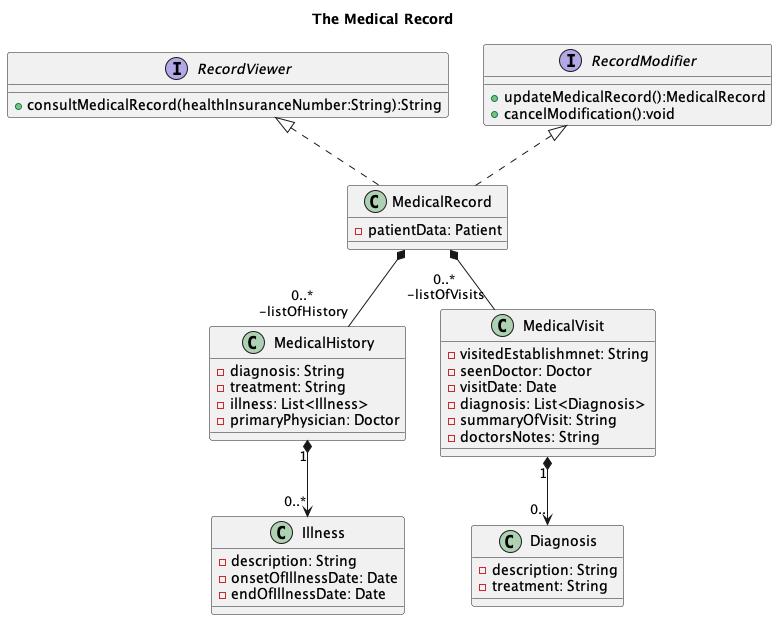 The Medical Record
I RecordViewer
consultMedicalRecord(healthInsuranceNumber:String):String
I RecordModifier
updateMedicalRecord():MedicalRecord
cancelModification():void
C MedicalRecord
patientData: Patient
0..*
-listOfHistory
0..*
-listOfVisits
C MedicalHistory
diagnosis: String
treatment: String
illness: List<Illness>
primaryPhysician: Doctor
C MedicalVisit
visitedEstablishmnet: String
seenDoctor: Doctor
visitDate: Date
diagnosis: List<Diagnosis>
summaryOfVisit: String
doctorsNotes: String
1
0..*
1
0..
C Illness
description: String
onsetOfIllnessDate: Date
endOfIllnessDate: Date
C Diagnosis
description: String
treatment: String